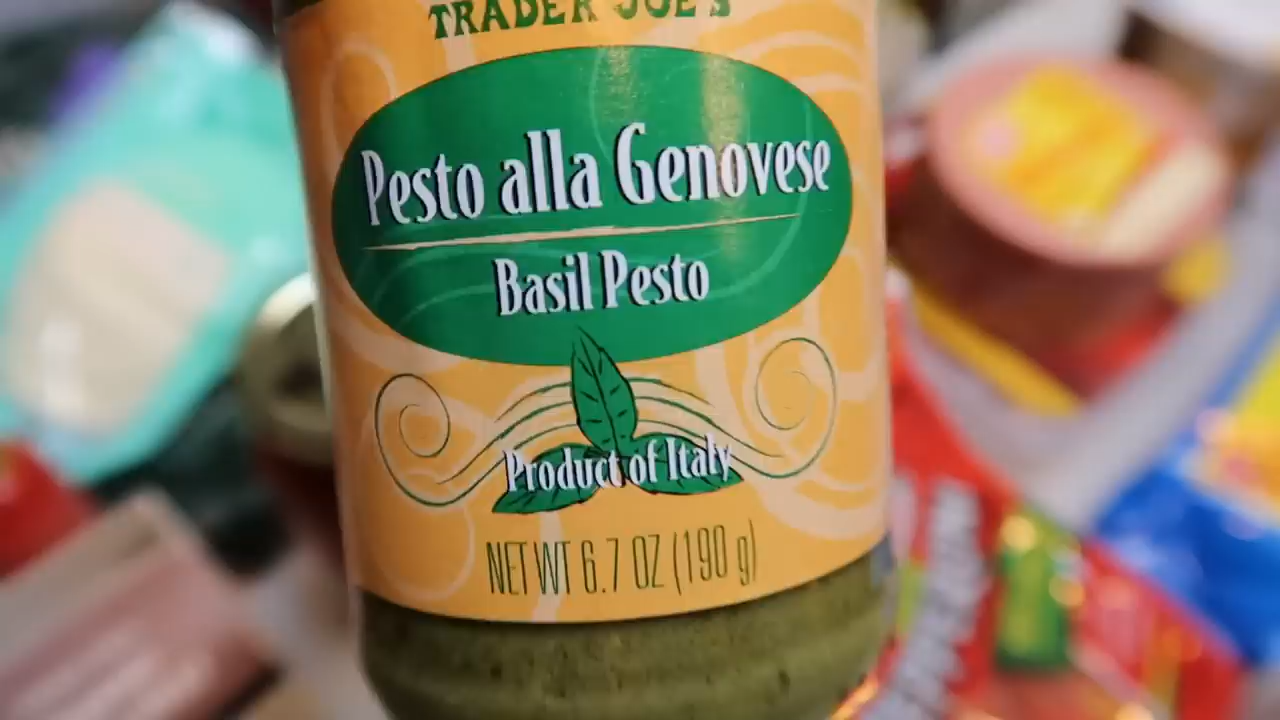 TRADER JOE'S
Pesto alla Genovese
Basil Pesto
Product of Italy
NET WT 6.7 OZ (190 g)